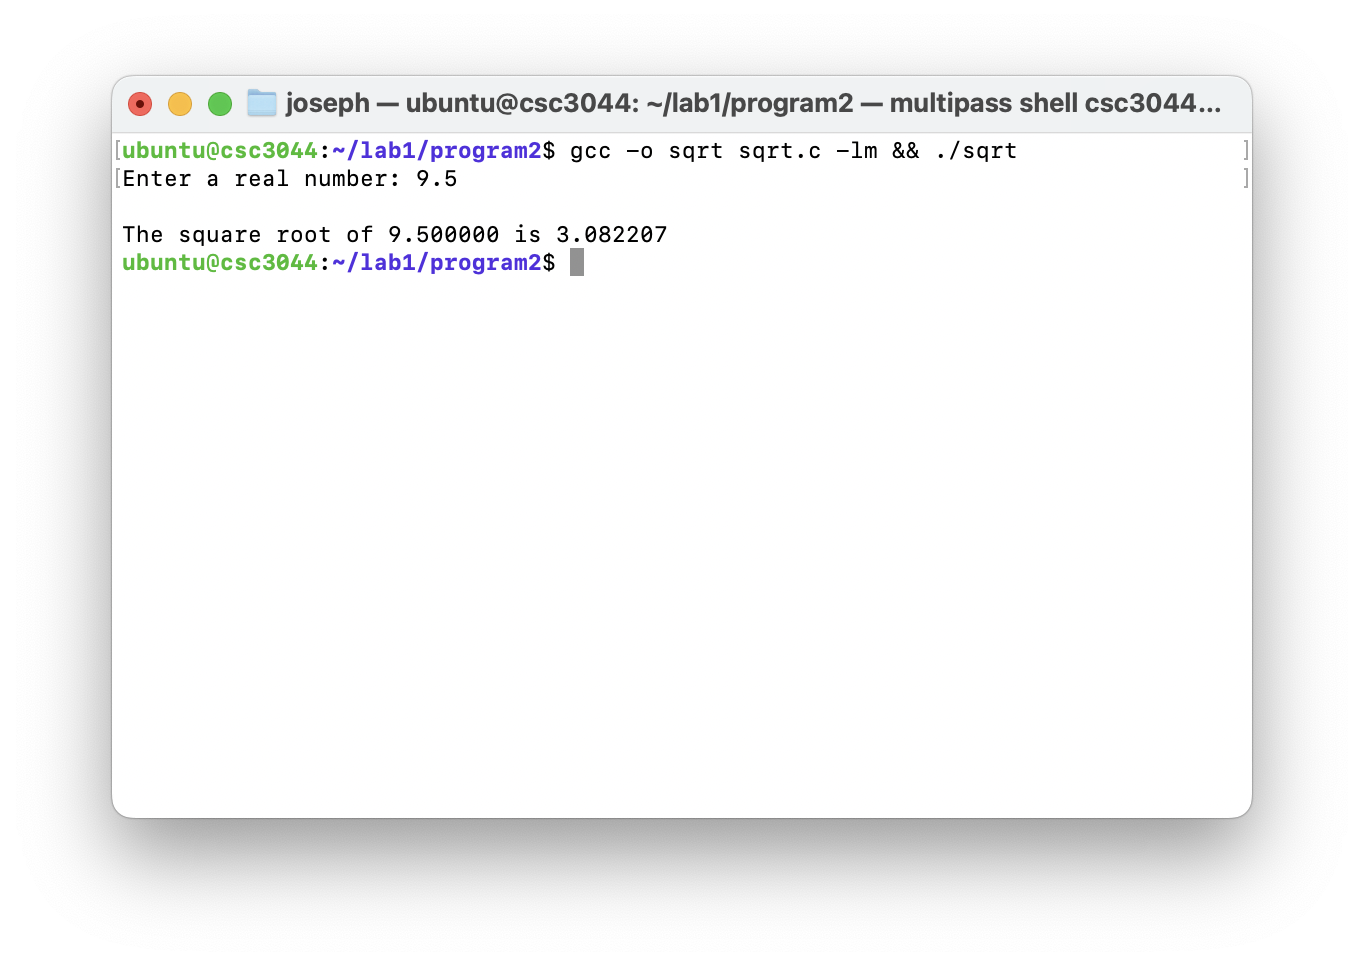 joseph — ubuntu@csc3044: ~/lab1/program2 — multipass shell csc3044...
[ubuntu@csc3044:~/lab1/program2$ gcc -o sqrt sqrt.c -lm && ./sqrt ]
[Enter a real number: 9.5 ]
The square root of 9.500000 is 3.082207
ubuntu@csc3044:~/lab1/program2$